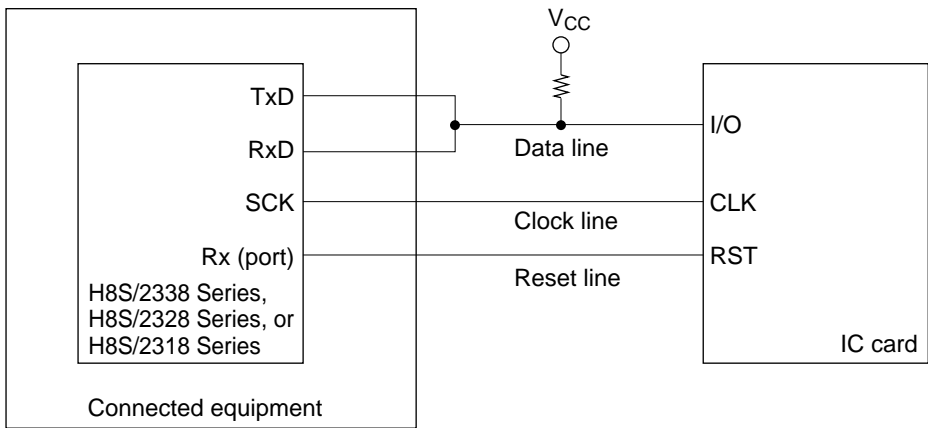 VCC
TxD
I/O
RxD
Data line
SCK
CLK
Clock line
Rx (port)
RST
Reset line
H8S/2338 Series,
H8S/2328 Series, or
H8S/2318 Series
IC card
Connected equipment